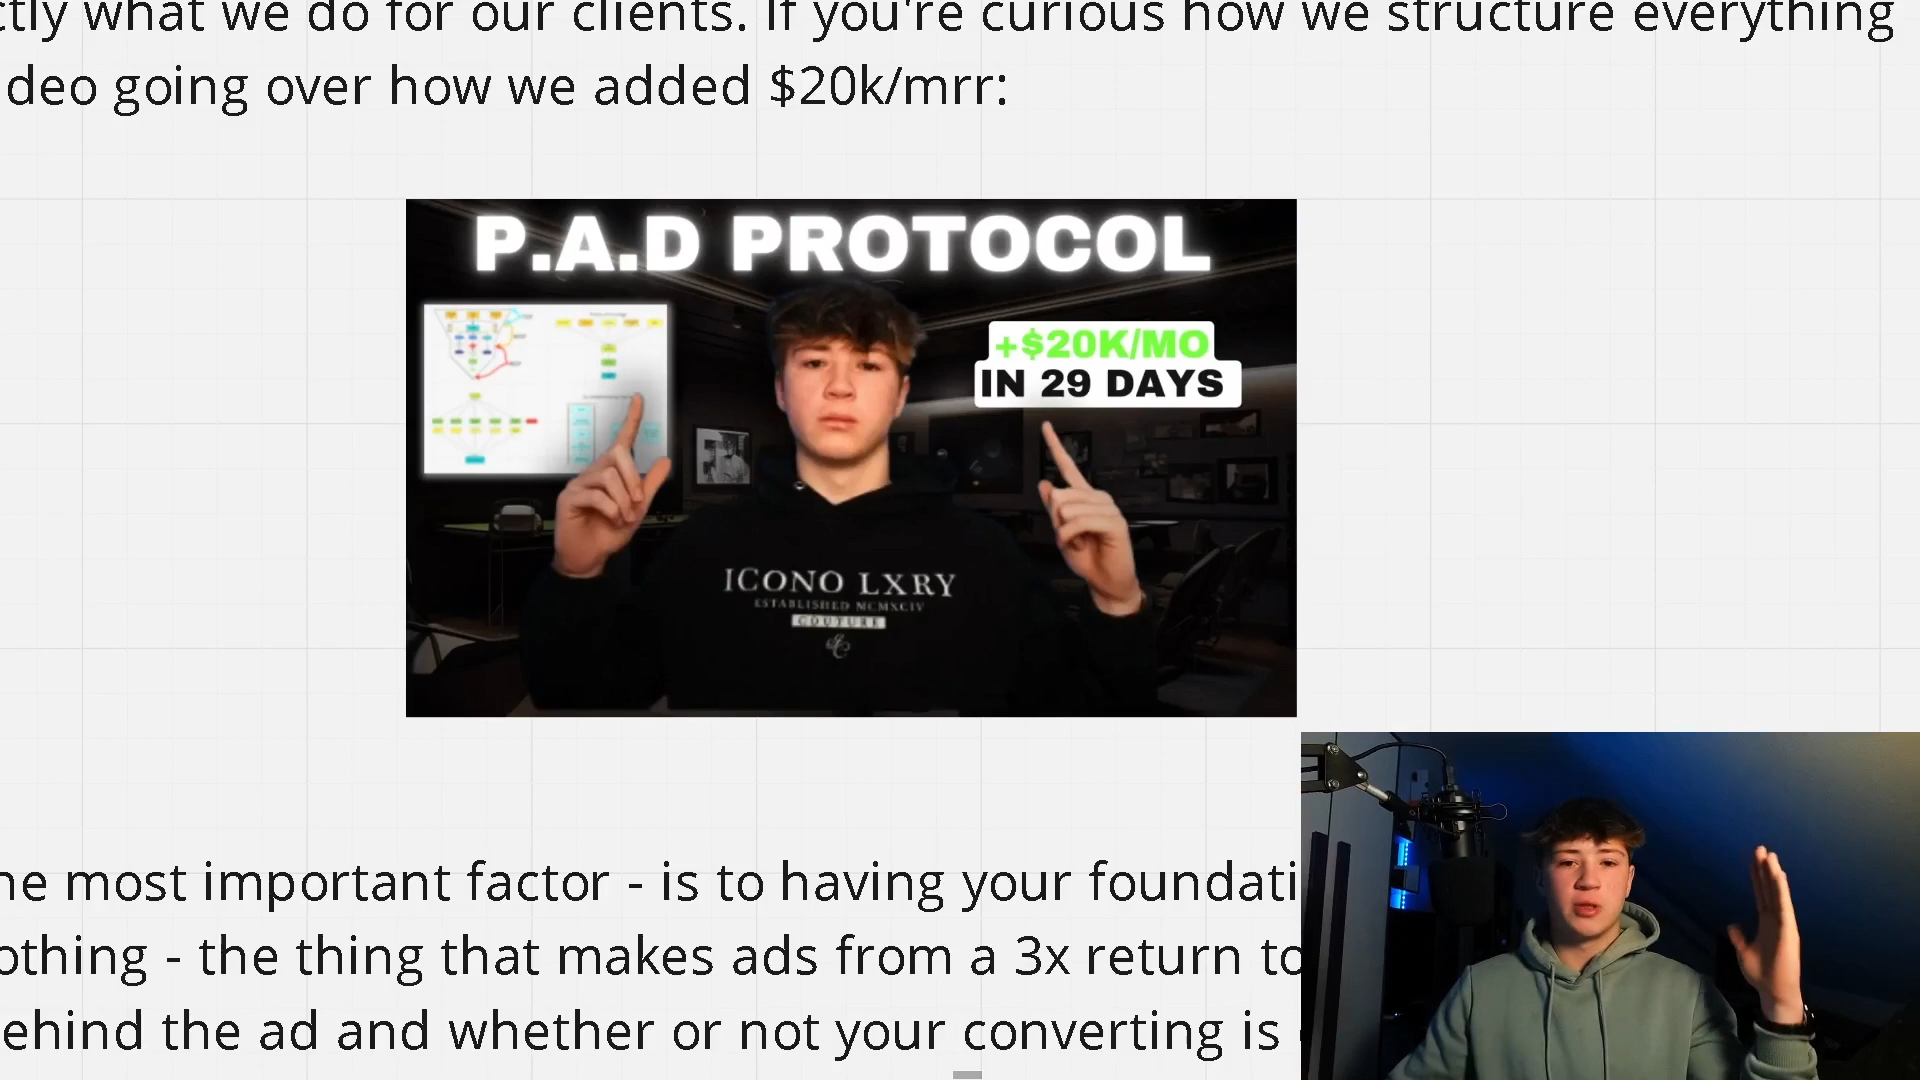 ctly what we do for our clients. If you're curious how we structure everything
deo going over how we added $20k/mrr:
P.A.D PROTOCOL
+$20K/MO
IN 29 DAYS
ICONO LXRY
ESTABLISHED MCMXCIV
COUTURE
he most important factor - is to having your foundati
othing - the thing that makes ads from a 3x return to
ehind the ad and whether or not your converting is